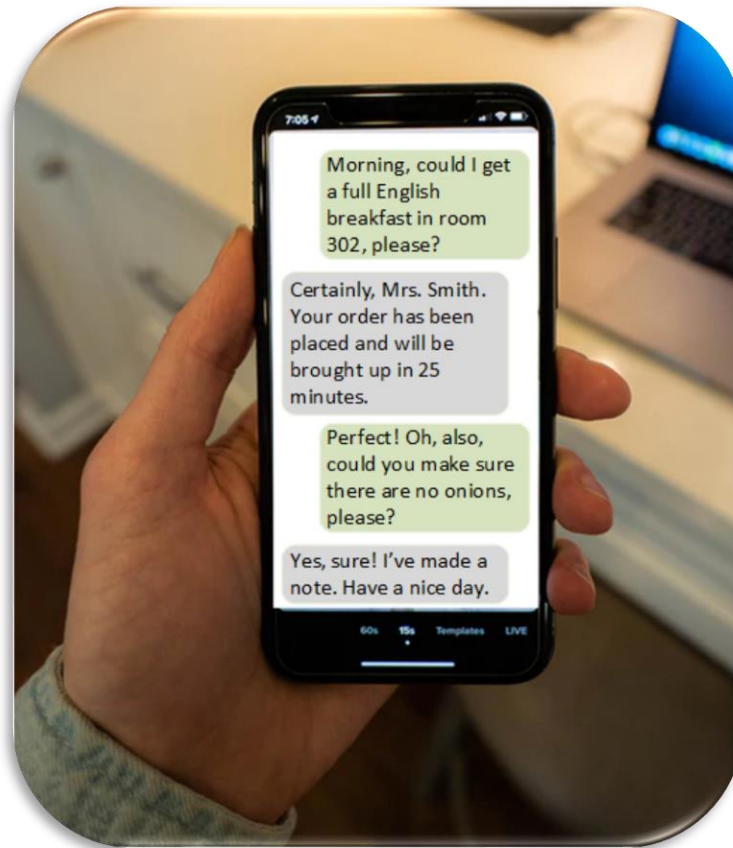 7:05
Morning, could I get
a full English
breakfast in room
302, please?
Certainly, Mrs. Smith.
Your order has been
placed and will be
brought up in 25
minutes.
Perfect! Oh, also,
could you make sure
there are no onions,
please?
Yes, sure! I’ve made a
note. Have a nice day.
60s 15s Templates LIVE